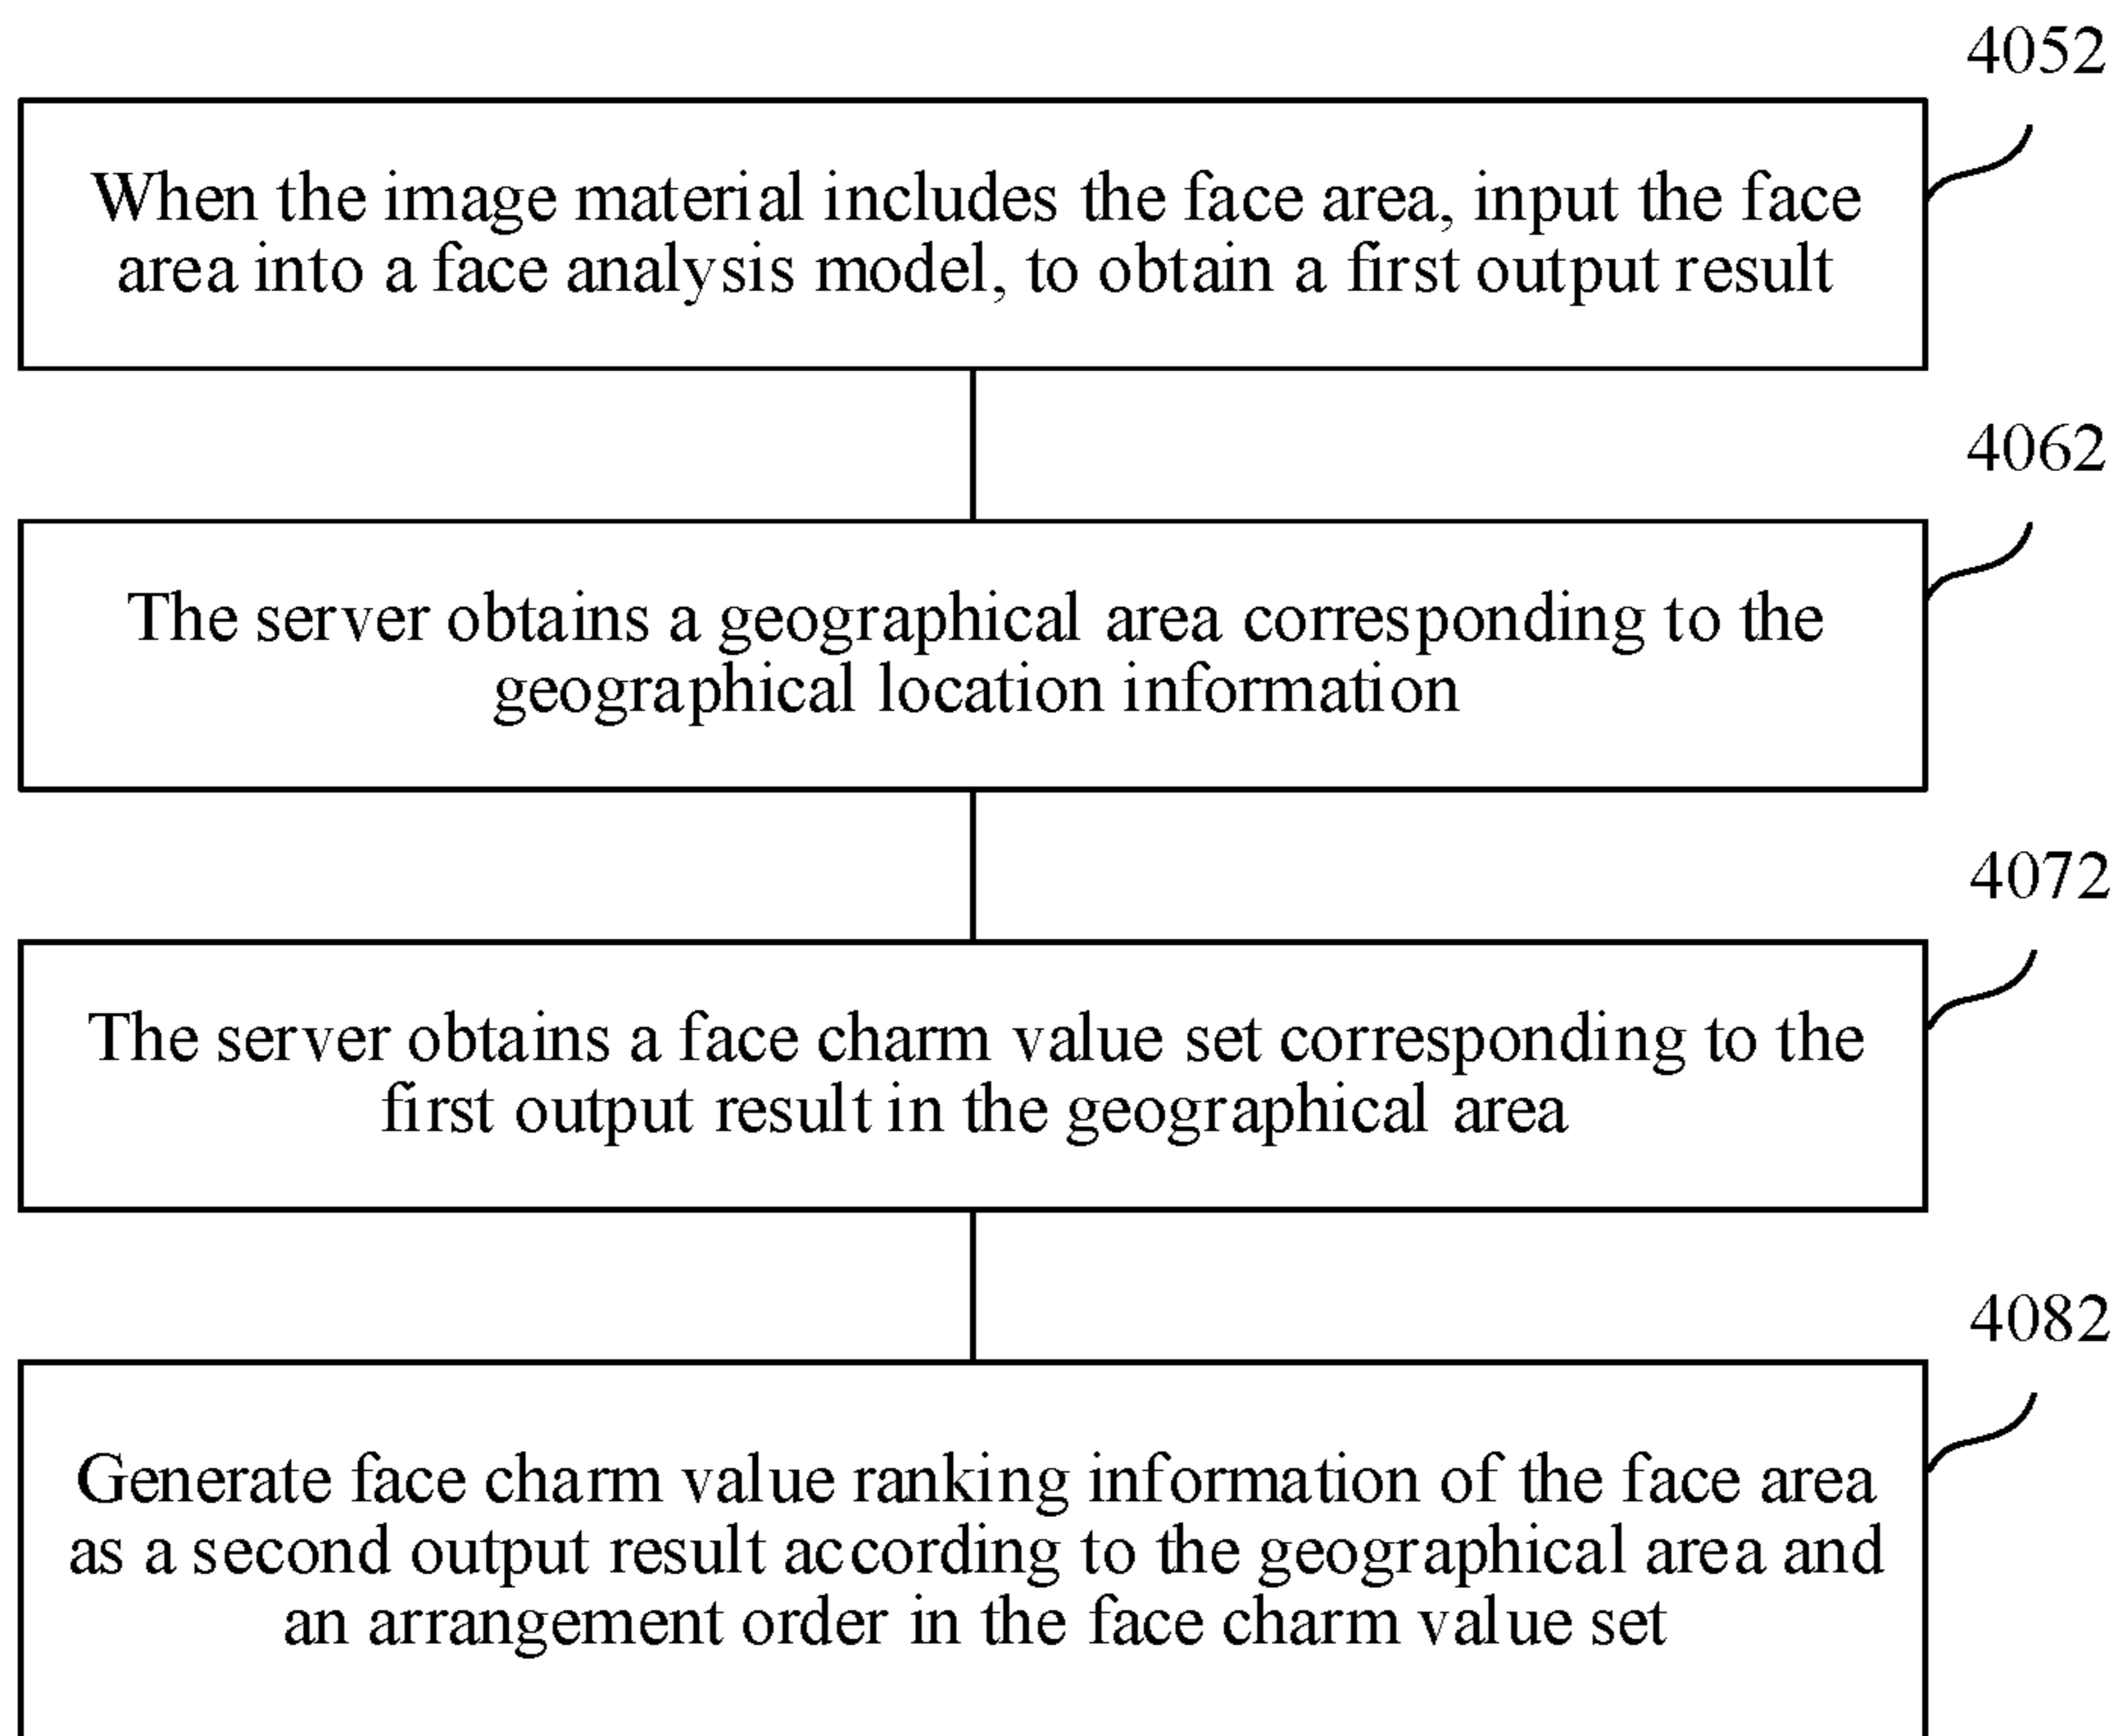 4052
When the image material includes the face area, input the face
area into a face analysis model, to obtain a first output result
4062
The server obtains a geographical area corresponding to the
geographical location information
4072
The server obtains a face charm value set corresponding to the
first output result in the geographical area
4082
Generate face charm value ranking information of the face area
as a second output result according to the geographical area and
an arrangement order in the face charm value set